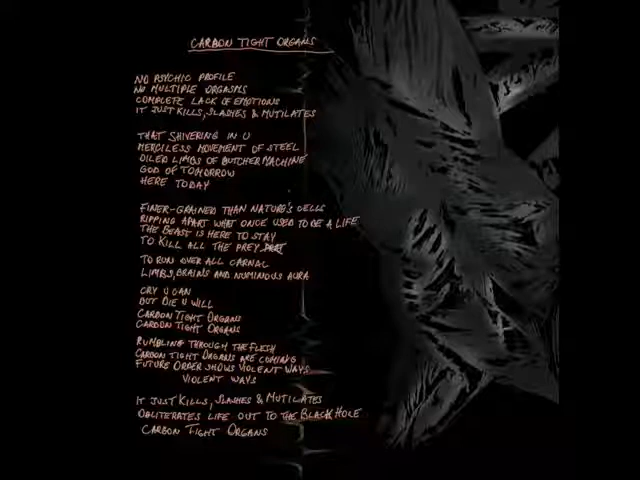 CARBON TIGHT ORGANS
NO PSYCHIC PROFILE
NO MULTIPLE ORGASMS
COMPLETE LACK OF EMOTIONS
IT JUST KILLS, SLASHES & MUTILATES
THAT SHIVERING IN U
MERCILESS MOVEMENT OF STEEL
OILED LIMBS OF BUTCHER MACHINE
GOD OF TOMORROW
HERE TODAY
FINER-GRAINED THAN NATURE'S CELLS
RIPPING APART WHAT ONCE USED TO BE A LIFE
THE BEAST IS HERE TO STAY
TO KILL ALL THE PREY
TO RUN OVER ALL CARNAL
LIMBS, BRAINS AND NUMINOUS AURA
CRY U CAN
BUT DIE U WILL
CARBON TIGHT ORGANS
CARBON TIGHT ORGANS
RUMBLING THROUGH THE FLESH
CARBON TIGHT ORGANS ARE COMING
FUTURE ORDER SHOWS VIOLENT WAYS
VIOLENT WAYS
IT JUST KILLS, SLASHES & MUTILATES
OBLITERATES LIFE OUT TO THE BLACK HOLE
CARBON TIGHT ORGANS